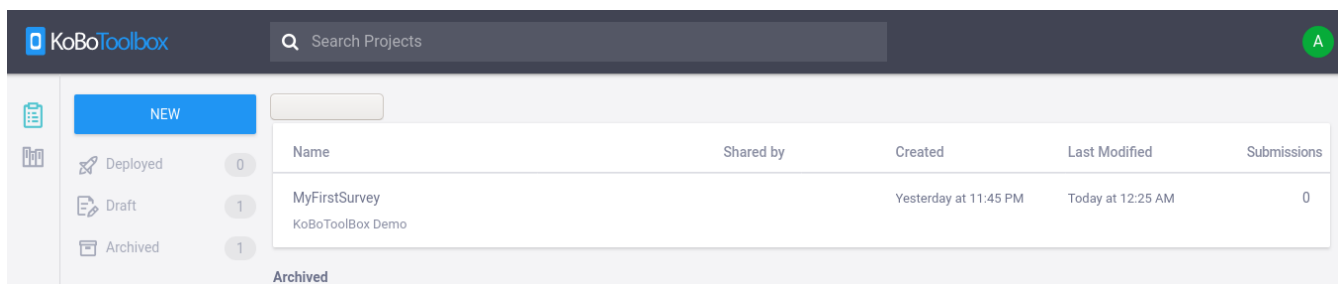 KoBoToolbox
Search Projects
A
NEW
Deployed 0
Draft 1
Archived 1
Name Shared by Created Last Modified Submissions
MyFirstSurvey Yesterday at 11:45 PM Today at 12:25 AM 0
KoBoToolBox Demo
Archived